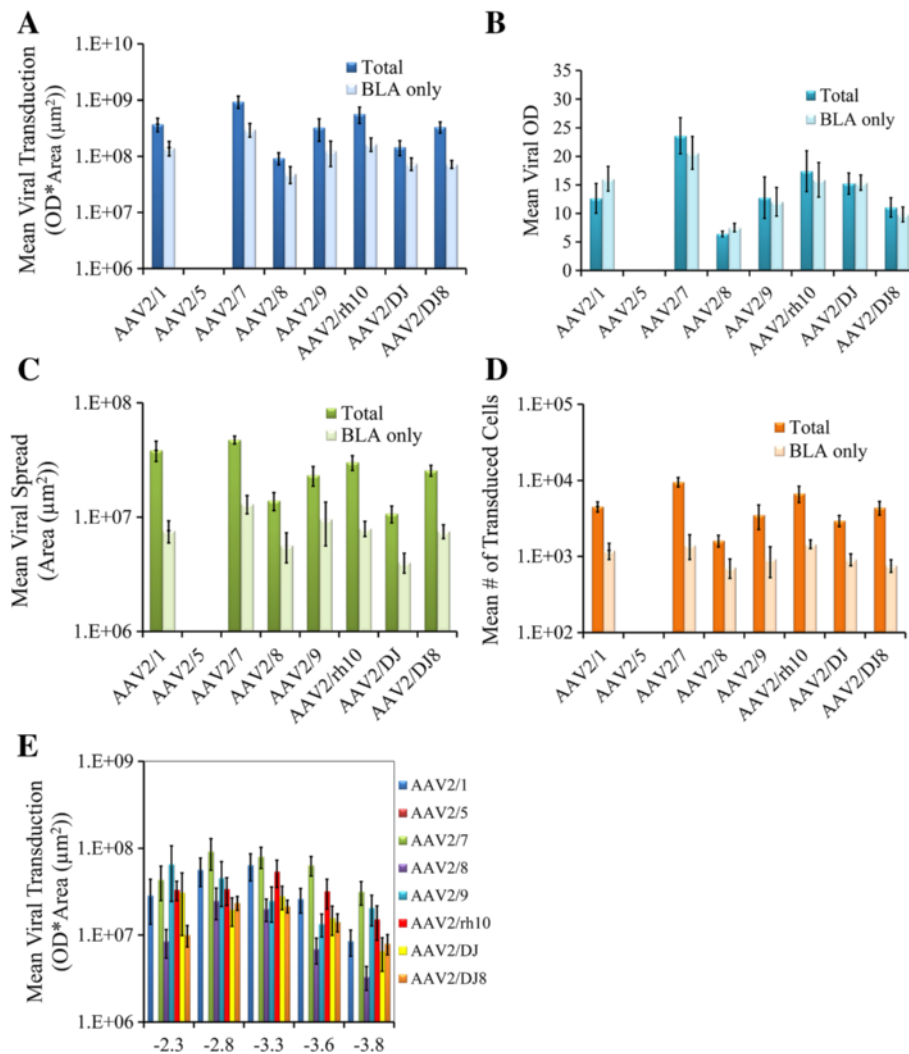 A
Mean Viral Transduction
(OD*Area (µm²))
1.E+10
1.E+09
1.E+08
1.E+07
1.E+06
Total
BLA only
AAV2/1
AAV2/5
AAV2/7
AAV2/8
AAV2/9
AAV2/rh10
AAV2/DJ
AAV2/DJ8
B
Mean Viral OD
35
30
25
20
15
10
5
0
Total
BLA only
AAV2/1
AAV2/5
AAV2/7
AAV2/8
AAV2/9
AAV2/rh10
AAV2/DJ
AAV2/DJ8
C
Mean Viral Spread
(Area (µm²))
1.E+08
1.E+07
1.E+06
Total
BLA only
AAV2/1
AAV2/5
AAV2/7
AAV2/8
AAV2/9
AAV2/rh10
AAV2/DJ
AAV2/DJ8
D
Mean # of Transduced Cells
1.E+05
1.E+04
1.E+03
1.E+02
Total
BLA only
AAV2/1
AAV2/5
AAV2/7
AAV2/8
AAV2/9
AAV2/rh10
AAV2/DJ
AAV2/DJ8
E
Mean Viral Transduction
(OD*Area (µm²))
1.E+09
1.E+08
1.E+07
1.E+06
-2.3 -2.8 -3.3 -3.6 -3.8
AAV2/1
AAV2/5
AAV2/7
AAV2/8
AAV2/9
AAV2/rh10
AAV2/DJ
AAV2/DJ8